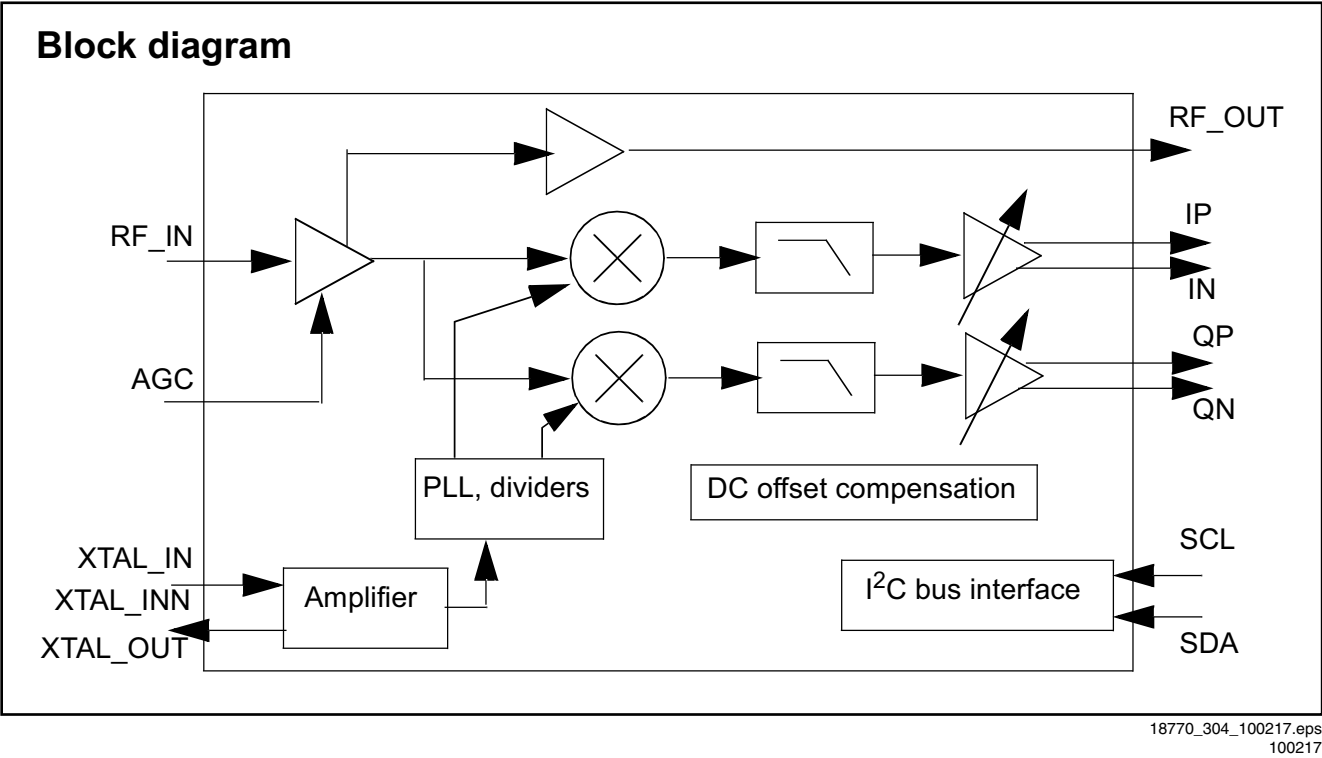 Block diagram
RF_OUT
RF_IN
IP
IN
AGC
QP
QN
PLL, dividers
DC offset compensation
XTAL_IN
XTAL_INN
XTAL_OUT
Amplifier
SCL
I2C bus interface
SDA
18770_304_100217.eps
100217